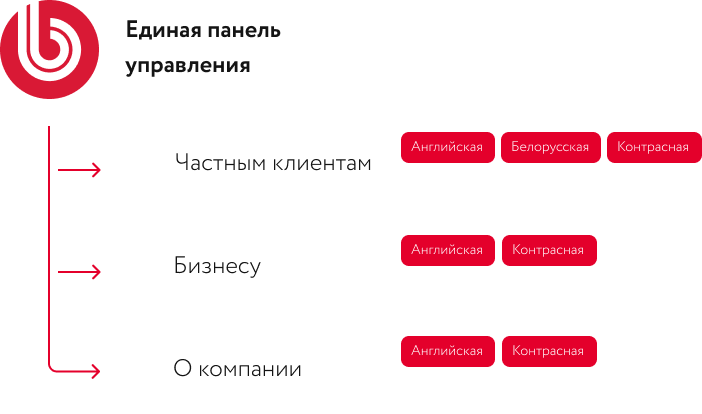 Единая панель
управления
Частным клиентам
Английская Белорусская Контрасная
Бизнесу
Английская Контрасная
О компании
Английская Контрасная